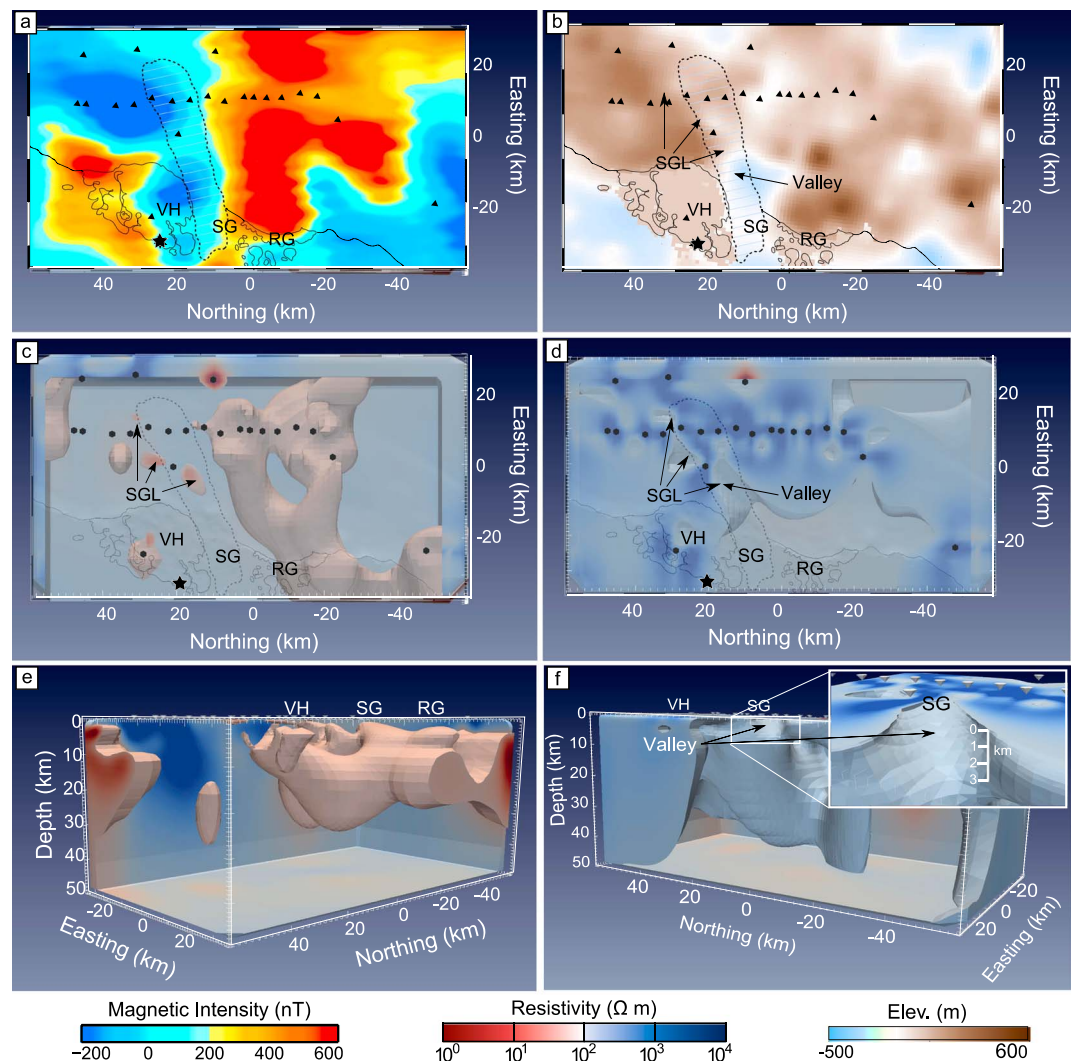 a
20
0
-20
Easting (km)
VH
SG
RG
40
20
0
-20
-40
Northing (km)
b
20
0
-20
Easting (km)
SGL
Valley
VH
SG
RG
40
20
0
-20
-40
Northing (km)
c
20
0
-20
Easting (km)
SGL
VH
SG
RG
40
20
0
-20
-40
Northing (km)
d
20
0
-20
Easting (km)
SGL
Valley
VH
SG
RG
40
20
0
-20
-40
Northing (km)
e
VH SG RG
0
10
20
30
40
50
Depth (km)
-20
0
20
Easting (km)
40
20
0
-20
-40
Northing (km)
f
VH SG
Valley
0
10
20
30
40
50
Depth (km)
SG
0
1
2
3
km
40
20
0
-20
-40
Northing (km)
-20
0
20
Easting (km)
Magnetic Intensity (nT)
-200 0 200 400 600
Resistivity (Ω m)
10⁰ 10¹ 10² 10³ 10⁴
Elev. (m)
-500 600